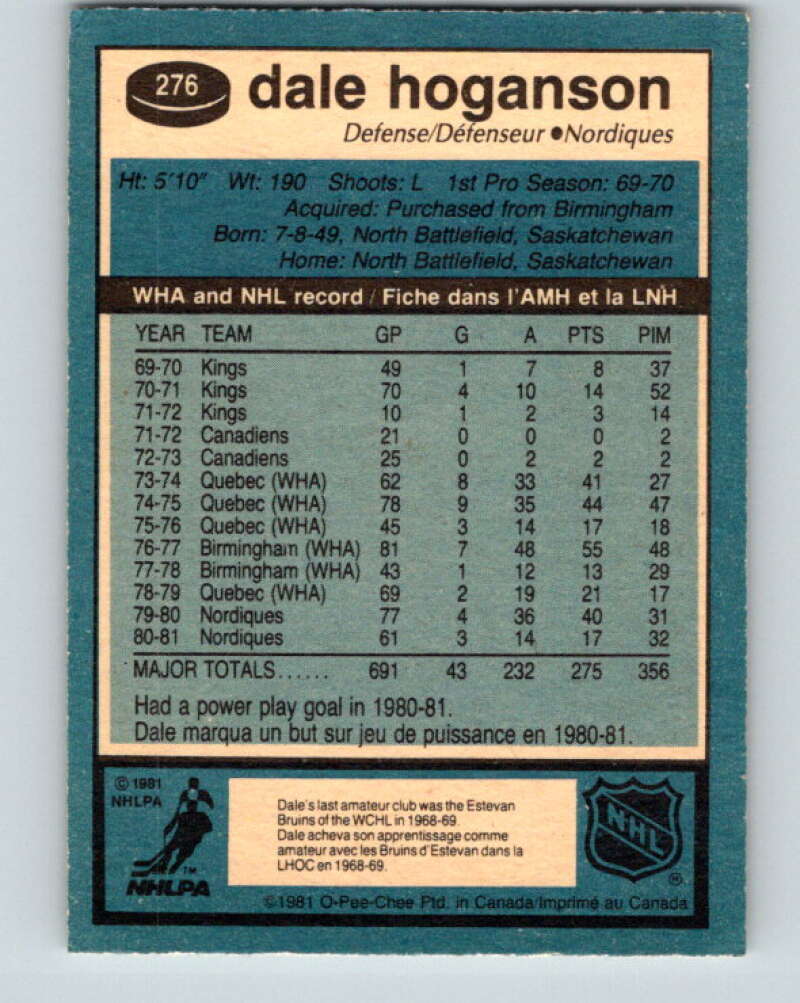 276
dale hoganson
Defense/Défenseur ●Nordiques
Ht: 5'10" Wt: 190 Shoots: L 1st Pro Season: 69-70
Acquired: Purchased from Birmingham
Born: 7-8-49, North Battlefield, Saskatchewan
Home: North Battlefield, Saskatchewan
WHA and NHL record / Fiche dans l'AMH et la LNH
YEAR TEAM GP G A PTS PIM
69-70 Kings 49 1 7 8 37
70-71 Kings 70 4 10 14 52
71-72 Kings 10 1 2 3 14
71-72 Canadiens 21 0 0 0 2
72-73 Canadiens 25 0 2 2 2
73-74 Quebec (WHA) 62 8 33 41 27
74-75 Quebec (WHA) 78 9 35 44 47
75-76 Quebec (WHA) 45 3 14 17 18
76-77 Birmingham (WHA) 81 7 48 55 48
77-78 Birmingham (WHA) 43 1 12 13 29
78-79 Quebec (WHA) 69 2 19 21 17
79-80 Nordiques 77 4 36 40 31
80-81 Nordiques 61 3 14 17 32
MAJOR TOTALS...... 691 43 232 275 356
Had a power play goal in 1980-81.
Dale marqua un but sur jeu de puissance en 1980-81.
© 1981
NHLPA
TM
NHLPA
Dale's last amateur club was the Estevan
Bruins of the WCHL in 1968-69.
Dale acheva son apprentissage comme
amateur avec les Bruins d'Estevan dans la
LHOC en 1968-69.
NHL
©1981 O-Pee-Chee Ptd. in Canada/Imprimé au Canada